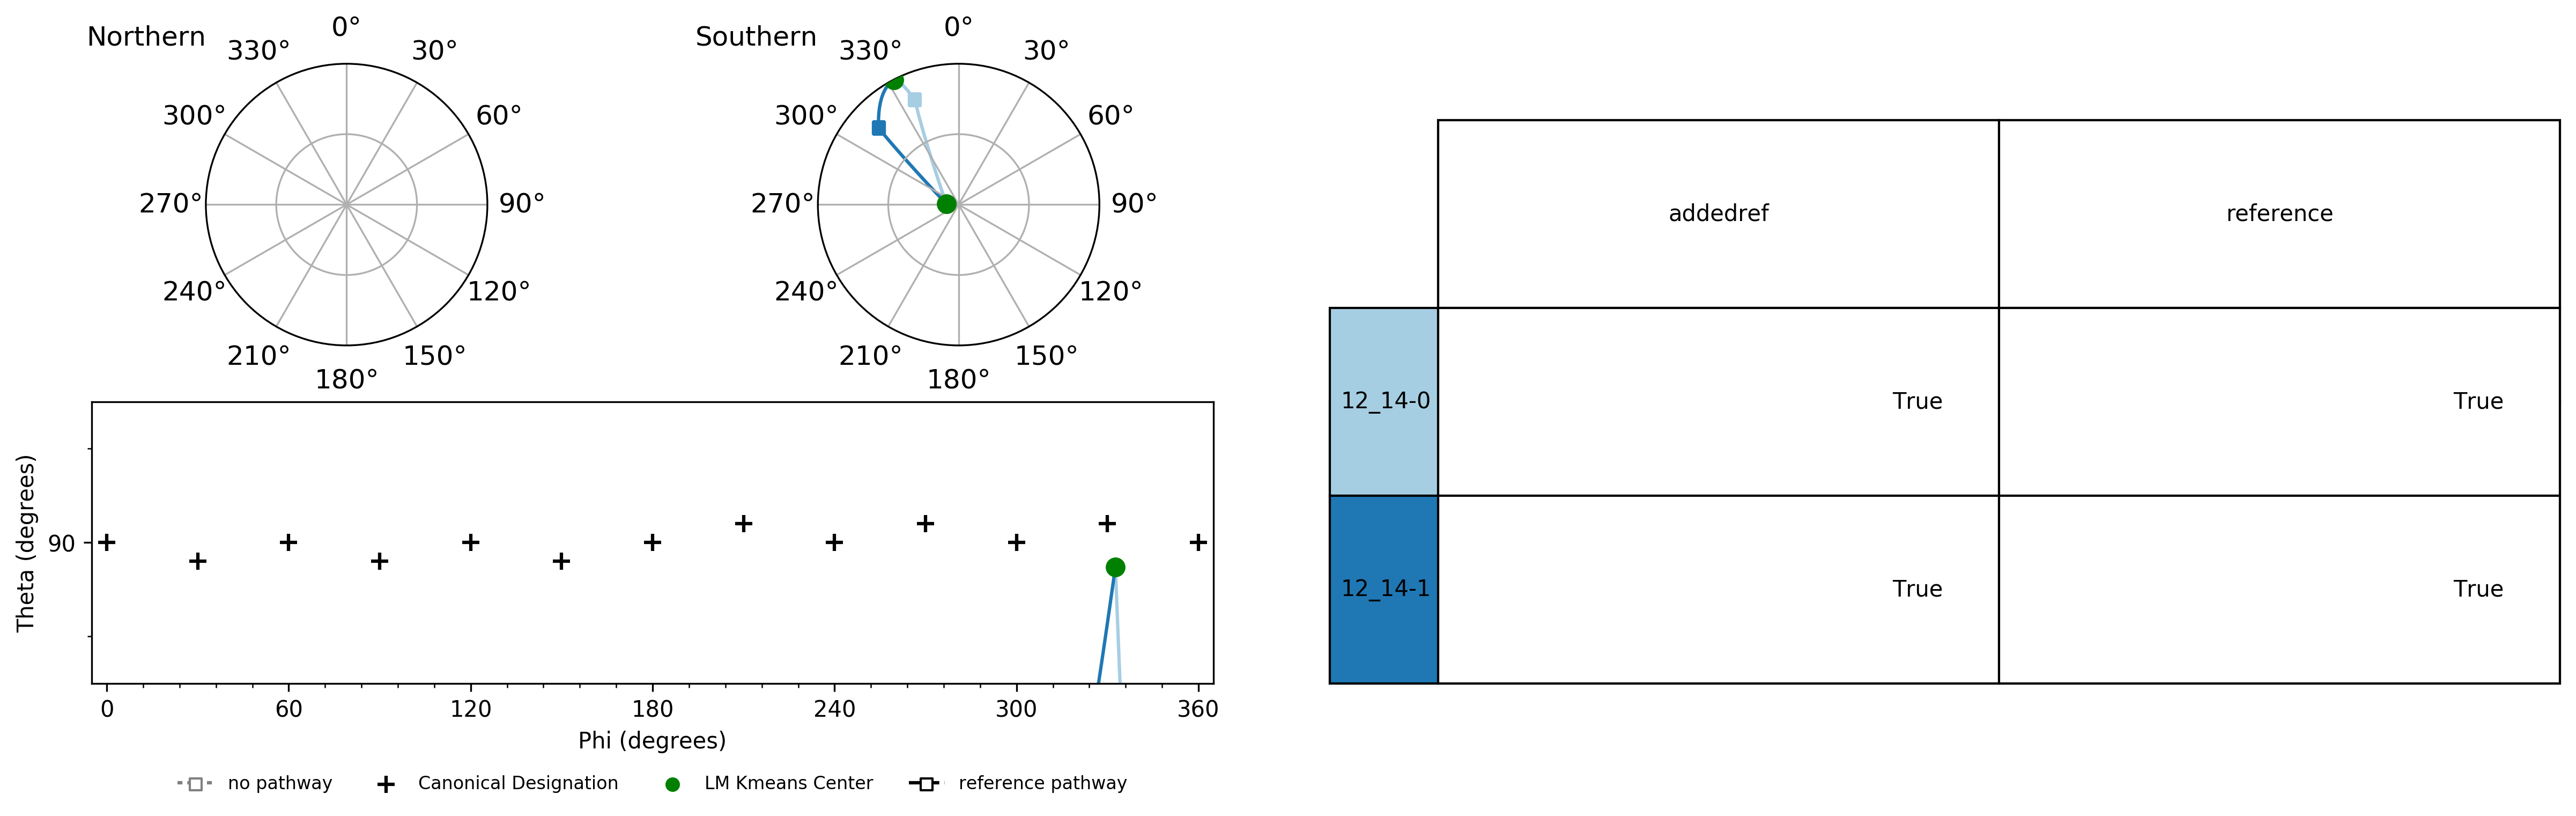 Northern
0°
330°
30°
300°
60°
270°
90°
240°
120°
210°
150°
180°
Southern
0°
330°
30°
300°
60°
270°
90°
240°
120°
210°
150°
180°
Theta (degrees)
90
0 60 120 180 240 300 360
Phi (degrees)
no pathway Canonical Designation LM Kmeans Center reference pathway
addedref reference
12_14-0 True True
12_14-1 True True